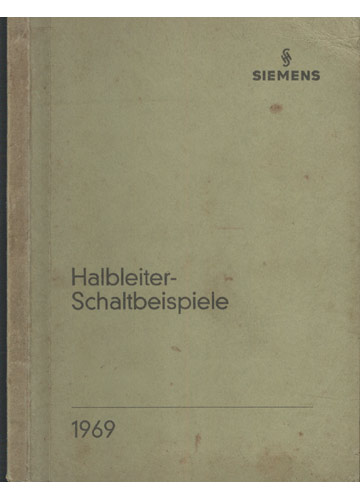 SIEMENS
Halbleiter-
Schaltbeispiele
1969